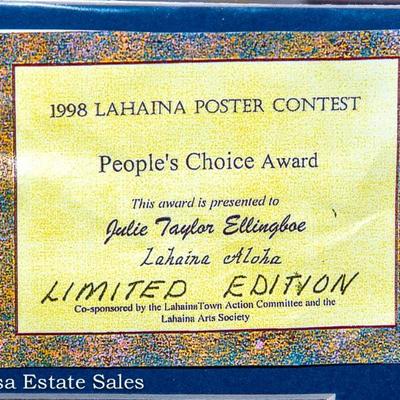 1998 LAHAINA POSTER CONTEST
People's Choice Award
This award is presented to
Julie Taylor Ellingboe
Lahaina Aloha
LIMITED EDITION
Co-sponsored by the LahainaTown Action Committee and the
Lahaina Arts Society
sa Estate Sales